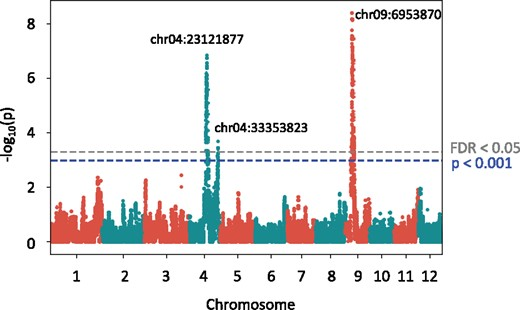 chr09:6953870
chr04:23121877
chr04:33353823
FDR < 0.05
p < 0.001
-log10(p)
8
6
4
2
0
1 2 3 4 5 6 7 8 9 10 11 12
Chromosome